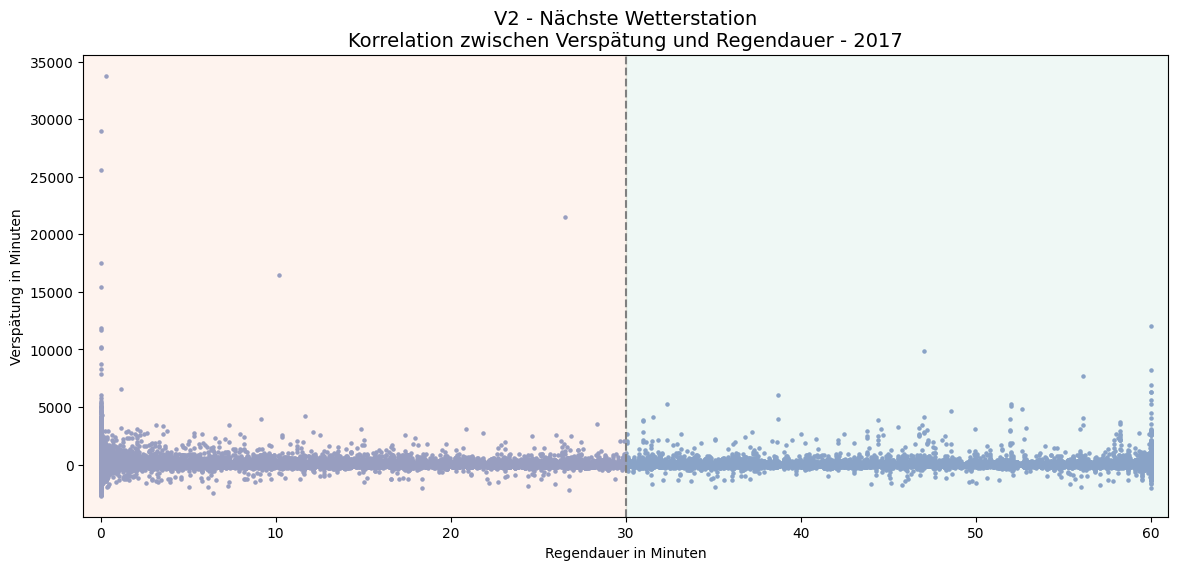 V2 - Nächste Wetterstation
Korrelation zwischen Verspätung und Regendauer - 2017
35000
30000
25000
20000
15000
10000
5000
0
Verspätung in Minuten
0 10 20 30 40 50 60
Regendauer in Minuten